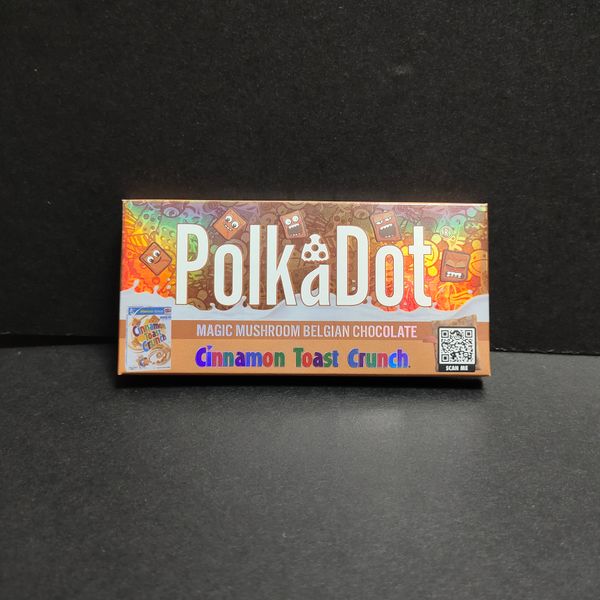 PolkaDot
MAGIC MUSHROOM BELGIAN CHOCOLATE
Cinnamon Toast Crunch
Cinnamon
Toast
Crunch
SCAN ME